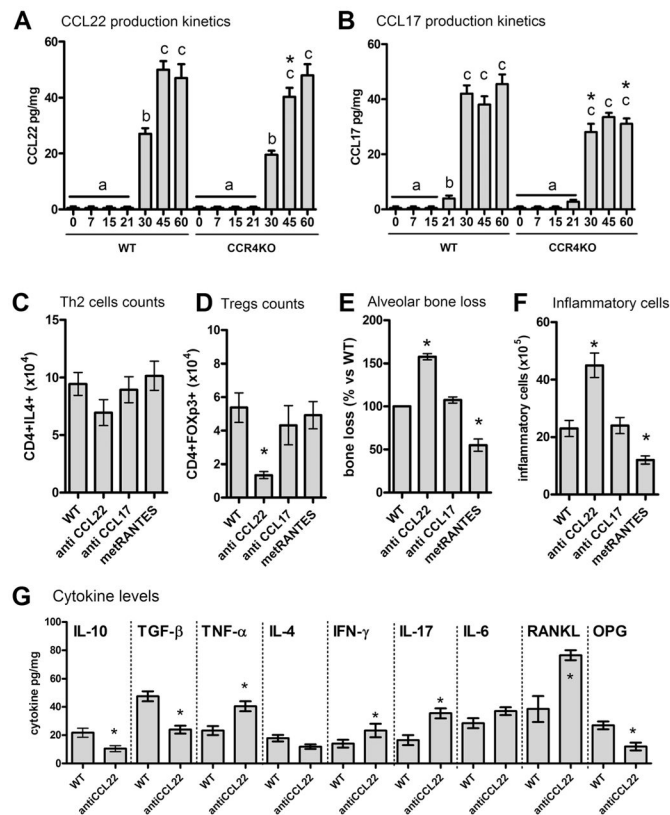 A CCL22 production kinetics
CCL22 pg/mg
60
40
20
0
a
b
c
c
a
b
*
c
c
0 7 15 21 30 45 60 0 7 15 21 30 45 60
WT CCR4KO
B CCL17 production kinetics
CCL17 pg/mg
60
40
20
0
a
b
c c c
a
*
c
c
*
c
0 7 15 21 30 45 60 0 7 15 21 30 45 60
WT CCR4KO
C Th2 cells counts
CD4+IL4+ (x10⁴)
15
10
5
0
WT
anti CCL22
anti CCL17
metRANTES
D Tregs counts
CD4+FOXp3+ (x10⁴)
8
6
4
2
0
*
WT
anti CCL22
anti CCL17
metRANTES
E Alveolar bone loss
bone loss (% vs WT)
200
150
100
50
0
*
*
WT
anti CCL22
anti CCL17
metRANTES
F Inflammatory cells
inflammatory cells (x10⁵)
60
40
20
0
*
*
WT
anti CCL22
anti CCL17
metRANTES
G Cytokine levels
cytokine pg/mg
100
80
60
40
20
0
IL-10 TGF-β TNF-α IL-4 IFN-γ IL-17 IL-6 RANKL OPG
* * * * * * *
WT antiCCL22 WT antiCCL22 WT antiCCL22 WT antiCCL22 WT antiCCL22 WT antiCCL22 WT antiCCL22 WT antiCCL22 WT antiCCL22